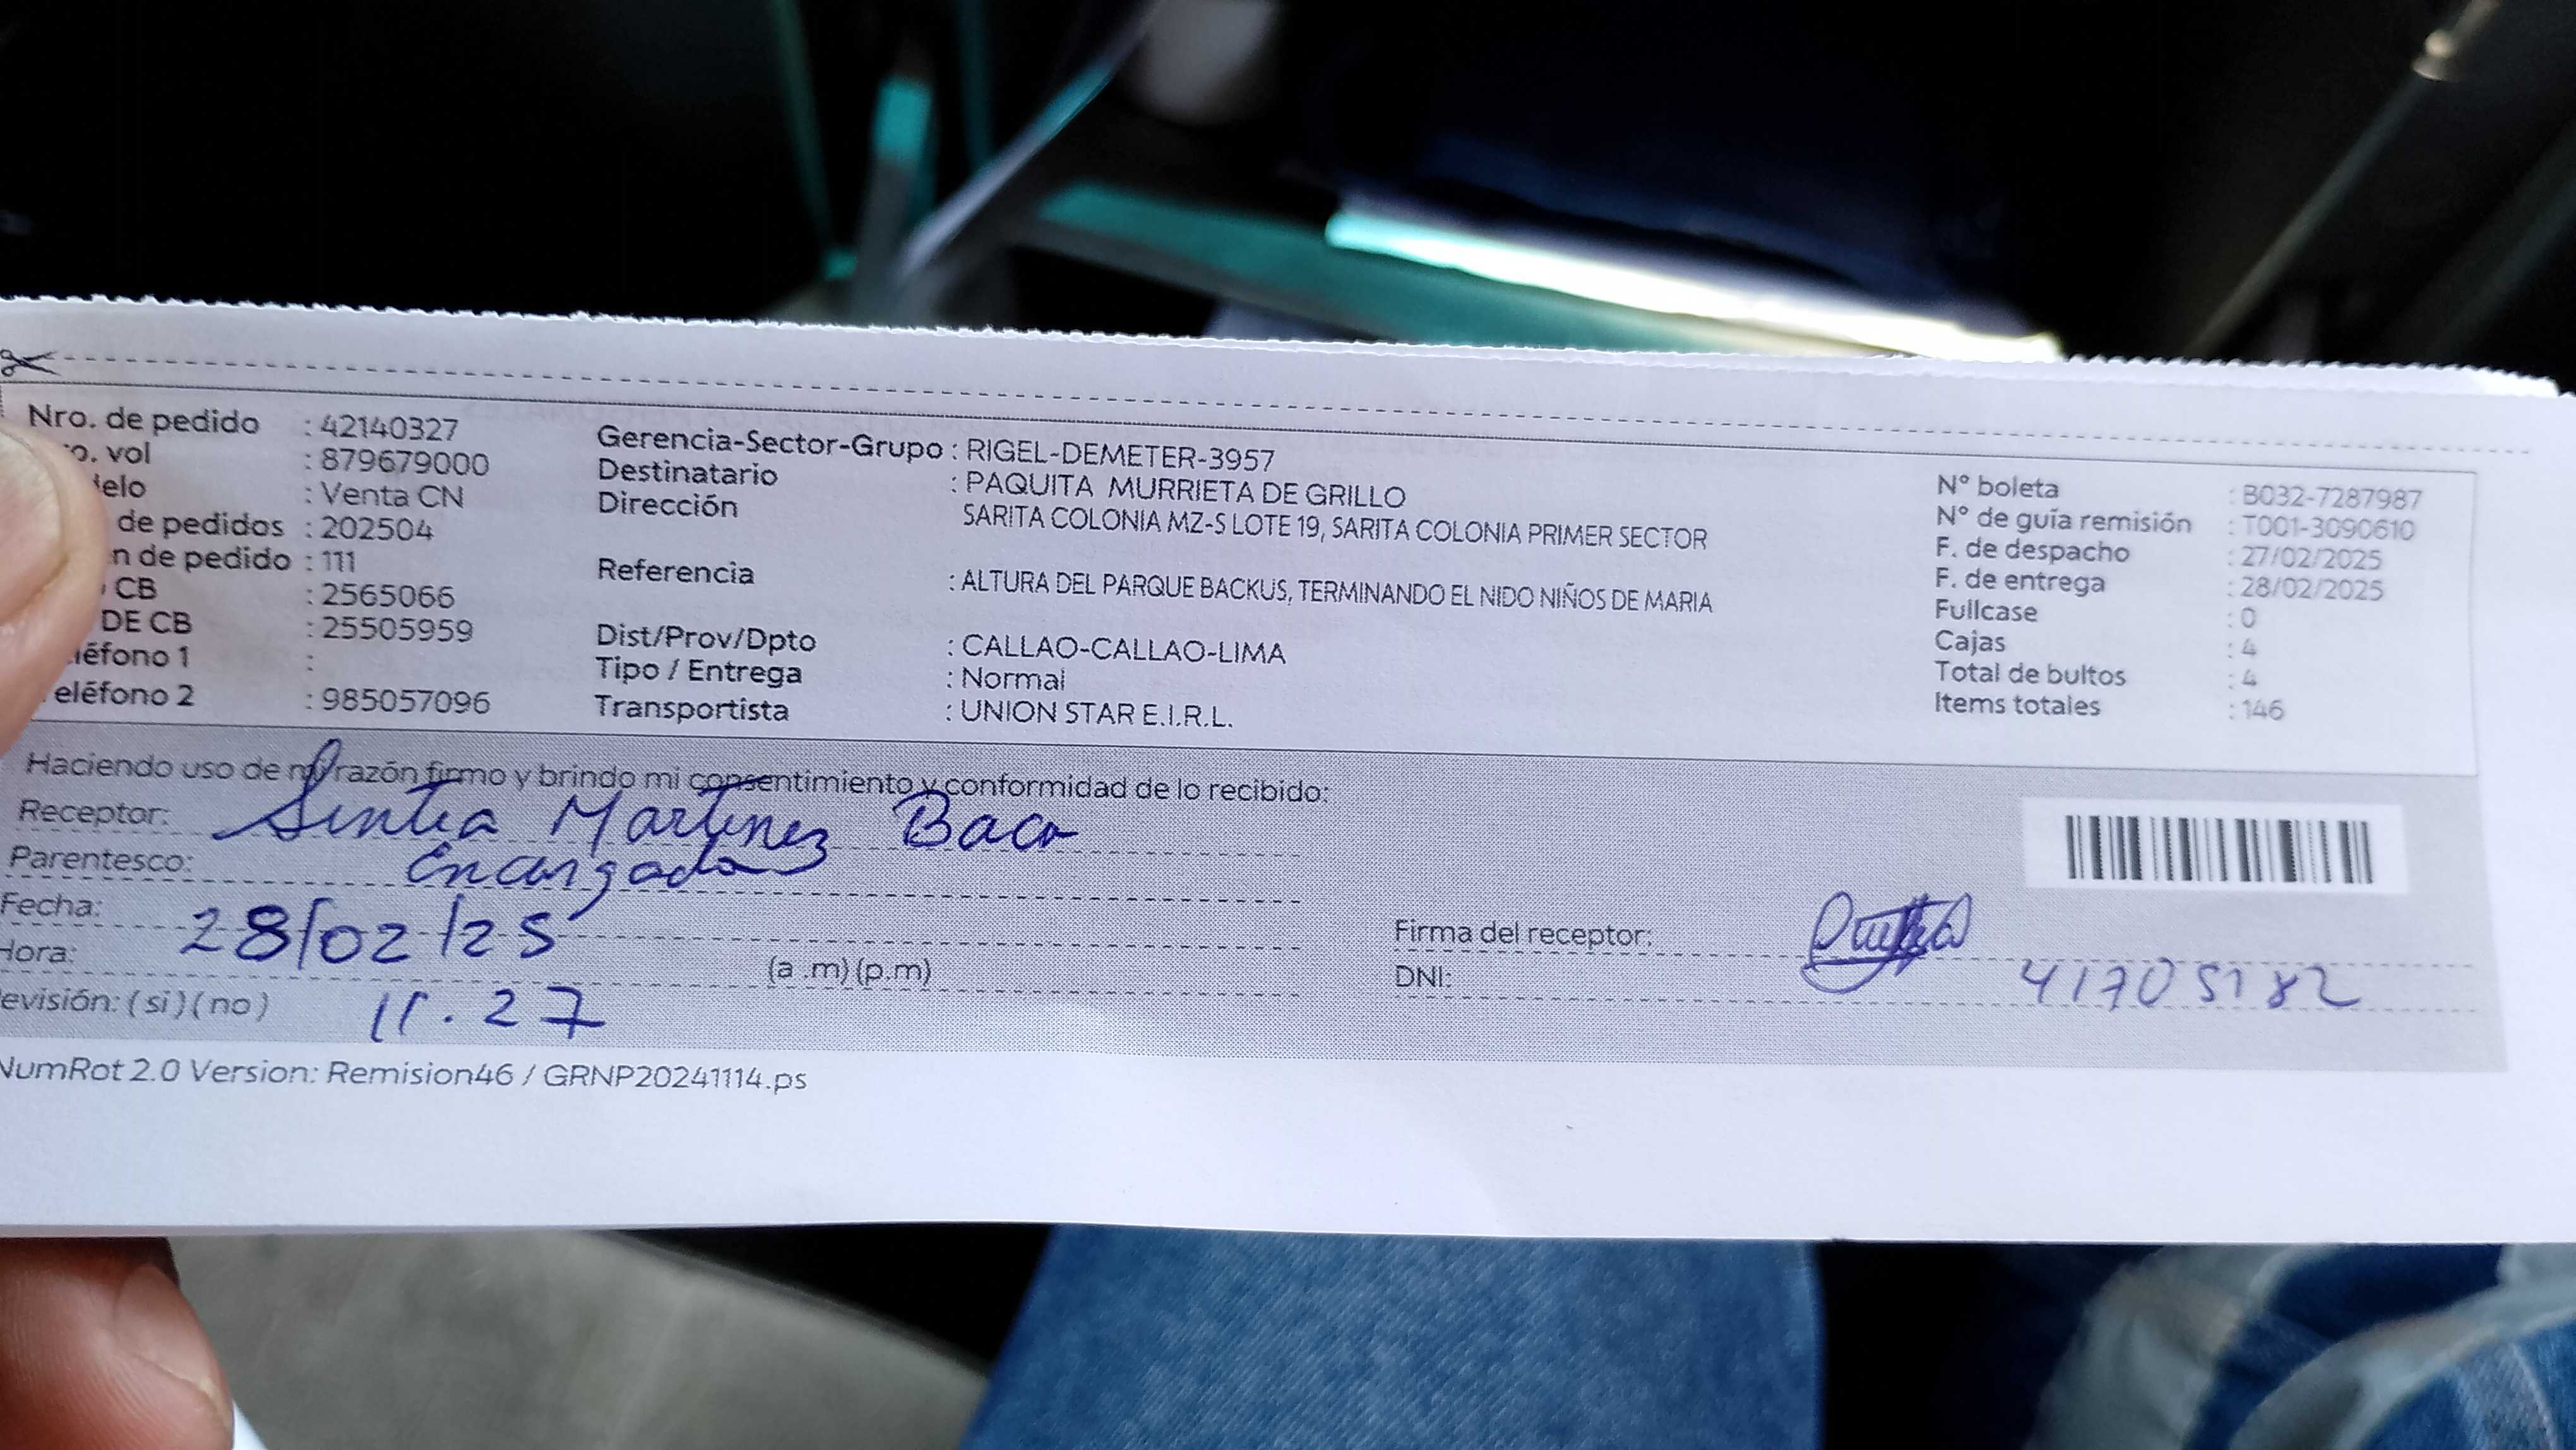 Nro. de pedido : 42140327
o. vol : 879679000
elo : Venta CN
de pedidos : 202504
n de pedido : 111
CB : 2565066
DE CB : 25505959
léfono 1 :
eléfono 2 : 985057096
Gerencia-Sector-Grupo : RIGEL-DEMETER-3957
Destinatario : PAQUITA MURRIETA DE GRILLO
Dirección SARITA COLONIA MZ-S LOTE 19, SARITA COLONIA PRIMER SECTOR
Referencia : ALTURA DEL PARQUE BACKUS, TERMINANDO EL NIDO NIÑOS DE MARIA
Dist/Prov/Dpto : CALLAO-CALLAO-LIMA
Tipo / Entrega : Normal
Transportista : UNION STAR E.I.R.L.
N° boleta : B032-7287987
N° de guía remisión : T001-3090610
F. de despacho : 27/02/2025
F. de entrega : 28/02/2025
Fullcase : 0
Cajas : 4
Total de bultos : 4
Items totales : 146
Haciendo uso de mi razón firmo y brindo mi consentimiento y conformidad de lo recibido:
Receptor: Sintia Martinez Baca
Parentesco: Encargada
Fecha: 28/02/25
Hora: 11.27 (a .m) (p.m)
evisión: (si) (no)
Firma del receptor:
DNI: 41705182
NumRot 2.0 Version: Remision46 / GRNP20241114.ps